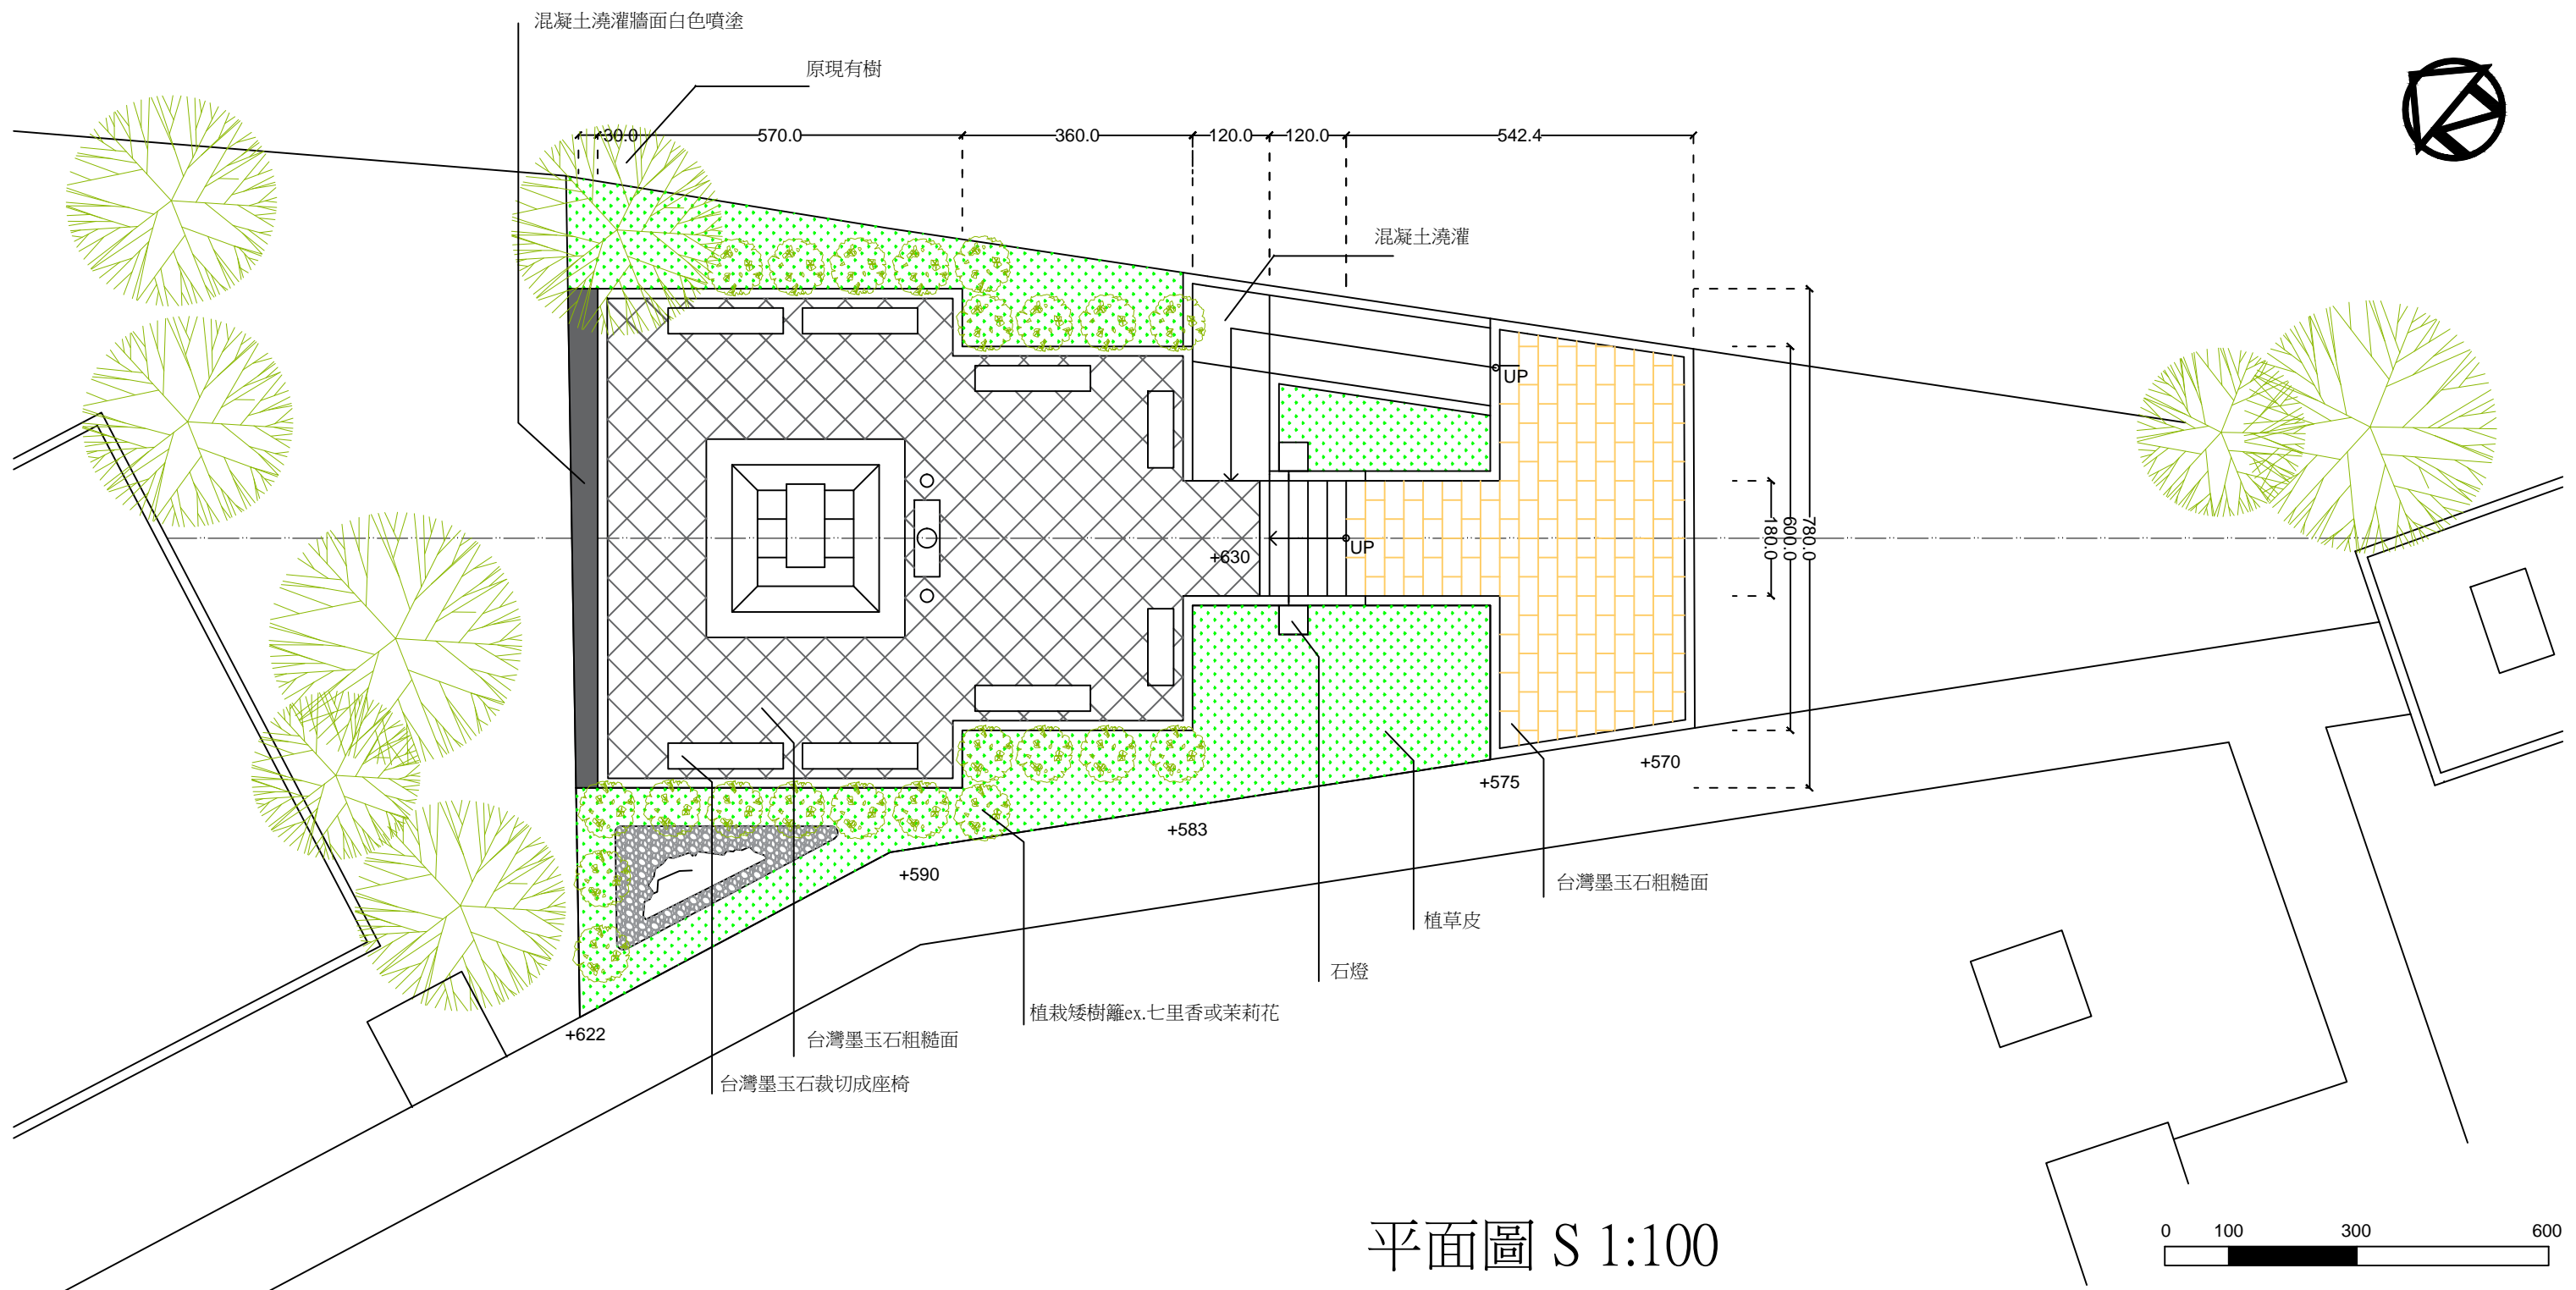 混凝土澆灌牆面白色噴塗
原現有樹
30.0
570.0
360.0
120.0
120.0
542.4
混凝土澆灌
UP
UP
+630
180.0
600.0
780.0
+570
+575
+583
+590
+622
台灣墨玉石粗糙面
植草皮
石燈
植栽矮樹籬ex.七里香或茉莉花
台灣墨玉石粗糙面
台灣墨玉石裁切成座椅
平面圖 S 1:100
0 100 300 600